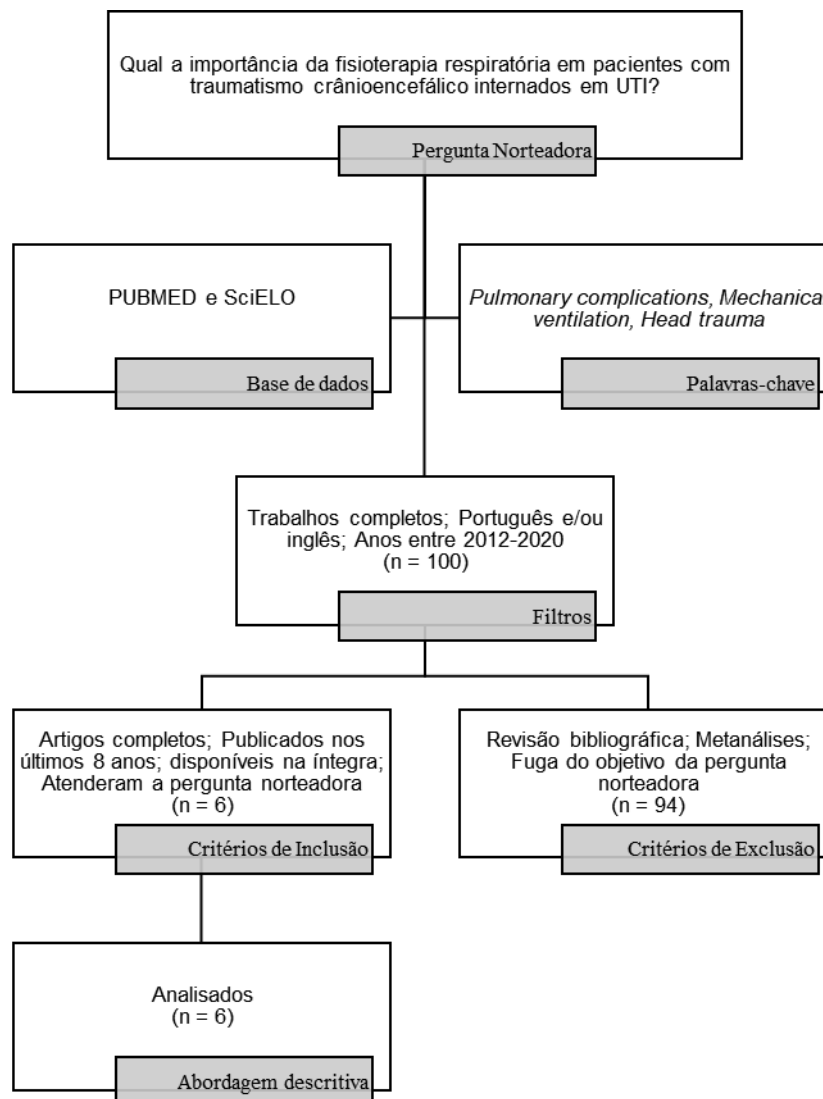 Qual a importância da fisioterapia respiratória em pacientes com
traumatismo crânioencefálico internados em UTI?
Pergunta Norteadora
PUBMED e SciELO
Base de dados
Pulmonary complications, Mechanical
ventilation, Head trauma
Palavras-chave
Trabalhos completos; Português e/ou
inglês; Anos entre 2012-2020
(n = 100)
Filtros
Artigos completos; Publicados nos
últimos 8 anos; disponíveis na íntegra;
Atenderam a pergunta norteadora
(n = 6)
Critérios de Inclusão
Revisão bibliográfica; Metanálises;
Fuga do objetivo da pergunta
norteadora
(n = 94)
Critérios de Exclusão
Analisados
(n = 6)
Abordagem descritiva